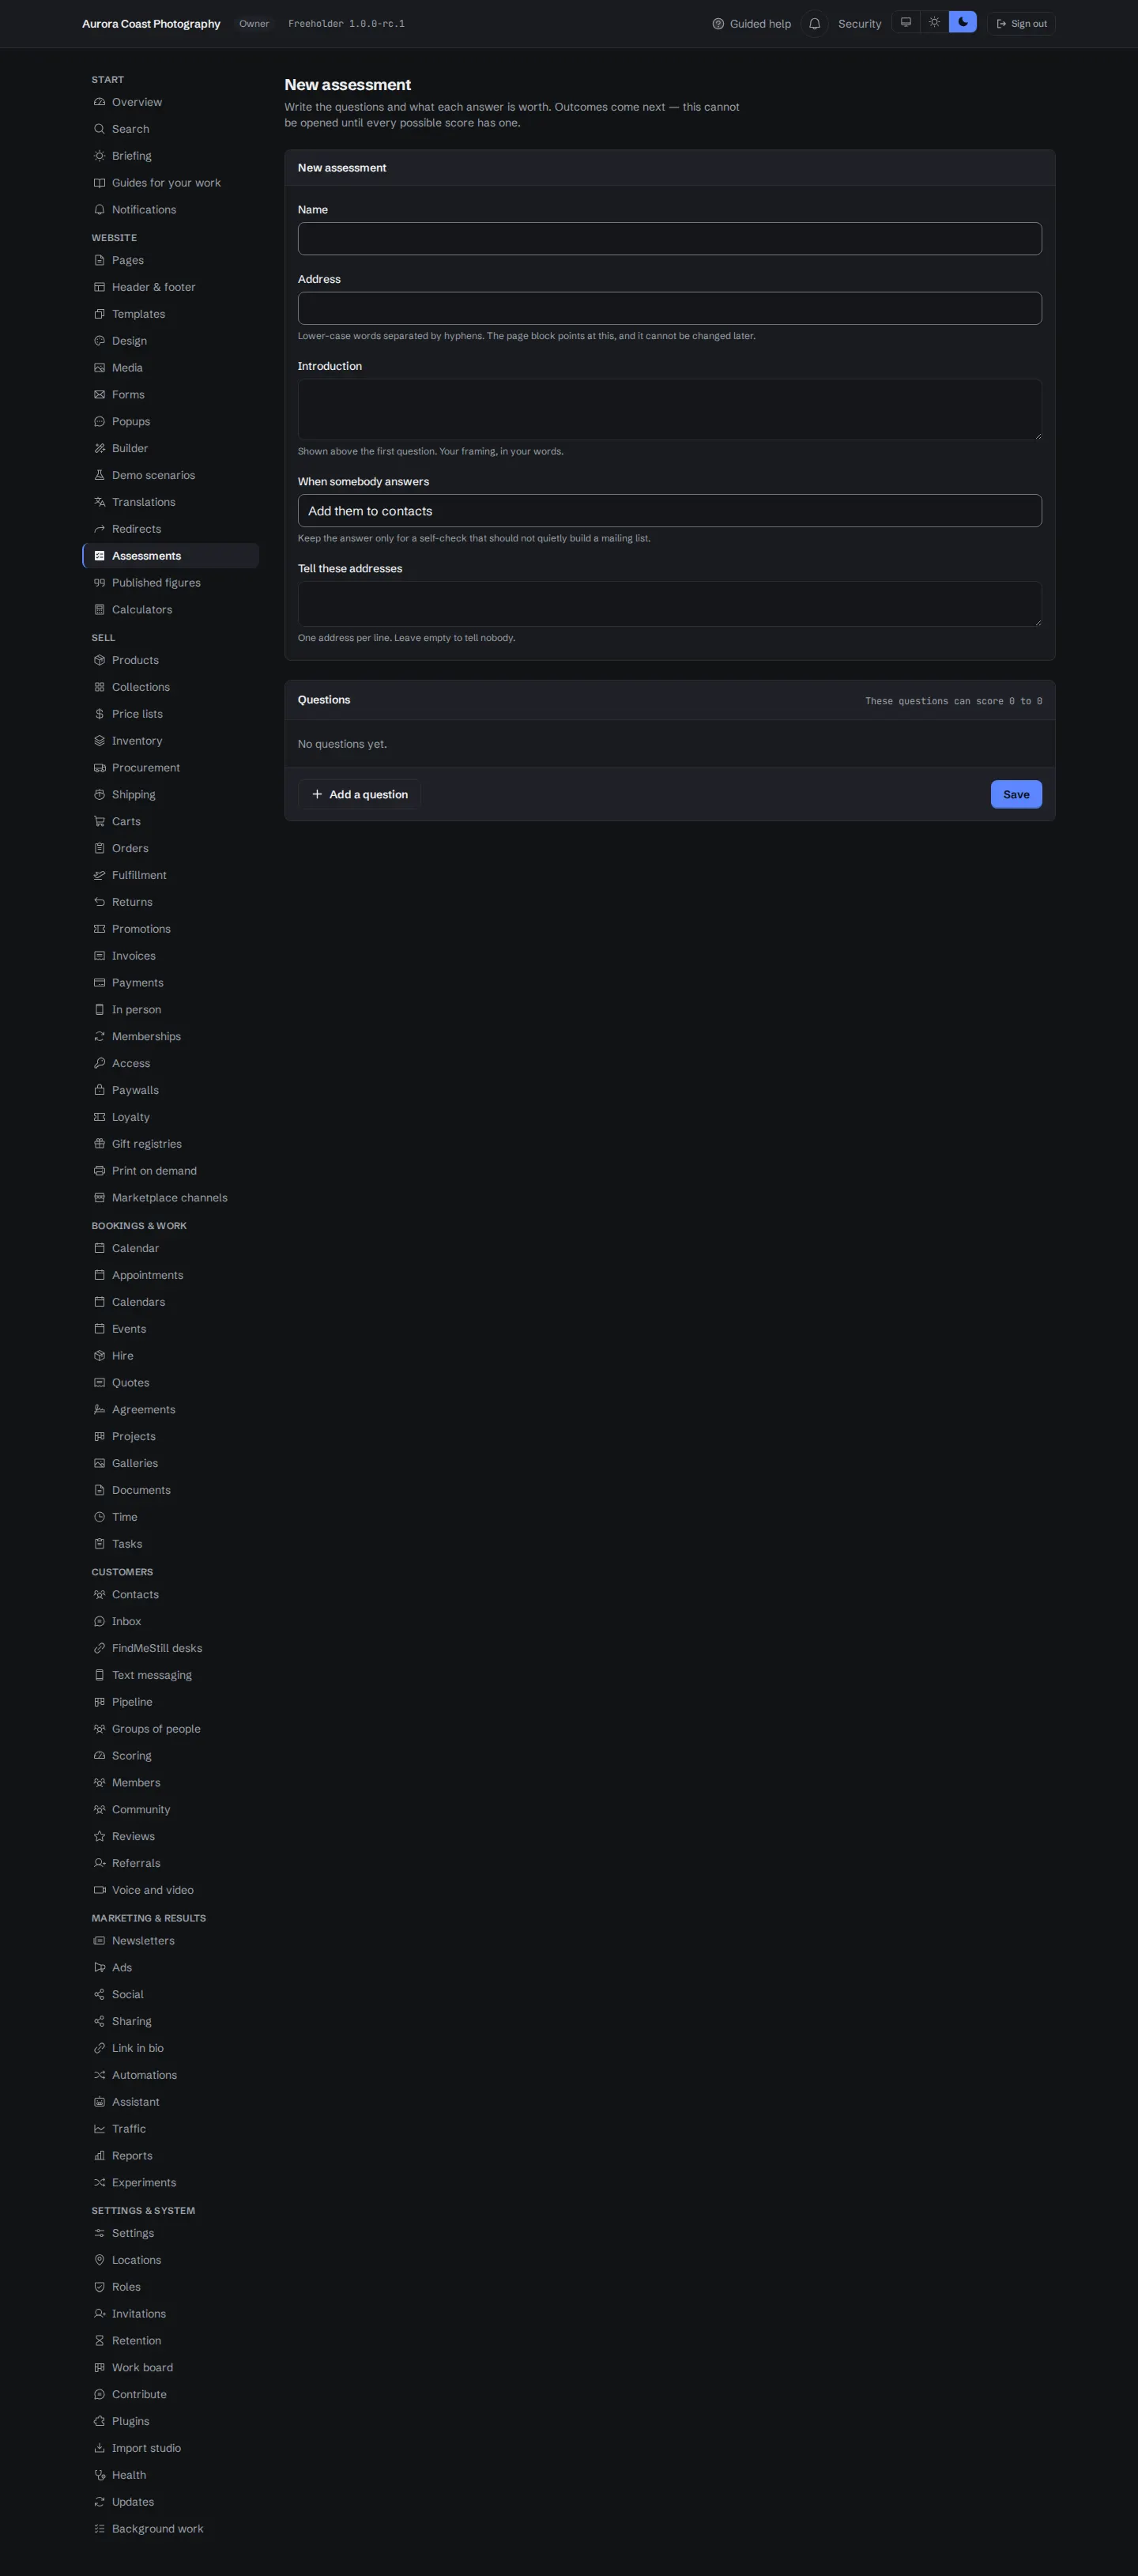 Aurora Coast Photography
Owner
Freeholder 1.0.0-rc.1
Guided help
Security
Sign out
START
Overview
Search
Briefing
Guides for your work
Notifications
WEBSITE
Pages
Header & footer
Templates
Design
Media
Forms
Popups
Builder
Demo scenarios
Translations
Redirects
Assessments
Published figures
Calculators
SELL
Products
Collections
Price lists
Inventory
Procurement
Shipping
Carts
Orders
Fulfillment
Returns
Promotions
Invoices
Payments
In person
Memberships
Access
Paywalls
Loyalty
Gift registries
Print on demand
Marketplace channels
BOOKINGS & WORK
Calendar
Appointments
Calendars
Events
Hire
Quotes
Agreements
Projects
Galleries
Documents
Time
Tasks
CUSTOMERS
Contacts
Inbox
FindMeStill desks
Text messaging
Pipeline
Groups of people
Scoring
Members
Community
Reviews
Referrals
Voice and video
MARKETING & RESULTS
Newsletters
Ads
Social
Sharing
Link in bio
Automations
Assistant
Traffic
Reports
Experiments
SETTINGS & SYSTEM
Settings
Locations
Roles
Invitations
Retention
Work board
Contribute
Plugins
Import studio
Health
Updates
Background work
New assessment
Write the questions and what each answer is worth. Outcomes come next — this cannot
be opened until every possible score has one.
New assessment
Name
Address
Lower-case words separated by hyphens. The page block points at this, and it cannot be changed later.
Introduction
Shown above the first question. Your framing, in your words.
When somebody answers
Add them to contacts
Keep the answer only for a self-check that should not quietly build a mailing list.
Tell these addresses
One address per line. Leave empty to tell nobody.
Questions
These questions can score 0 to 0
No questions yet.
Add a question
Save